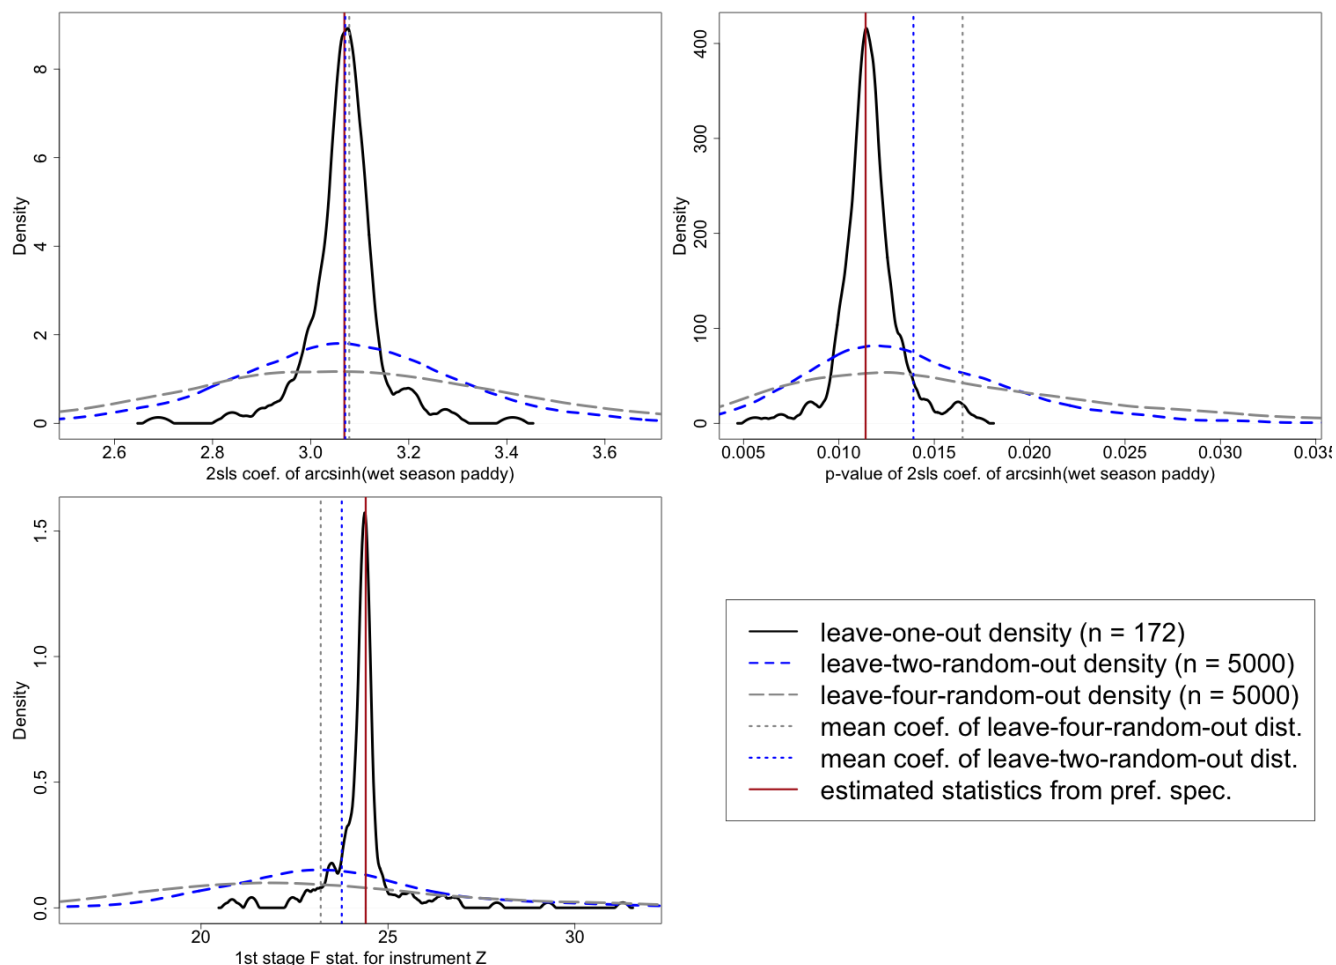 Density
0 2 4 6 8
2.6 2.8 3.0 3.2 3.4 3.6
2sls coef. of arcsinh(wet season paddy)
Density
0 100 200 300 400
0.005 0.010 0.015 0.020 0.025 0.030 0.035
p-value of 2sls coef. of arcsinh(wet season paddy)
Density
0.0 0.5 1.0 1.5
20 25 30
1st stage F stat. for instrument Z
leave-one-out density (n = 172)
leave-two-random-out density (n = 5000)
leave-four-random-out density (n = 5000)
mean coef. of leave-four-random-out dist.
mean coef. of leave-two-random-out dist.
estimated statistics from pref. spec.